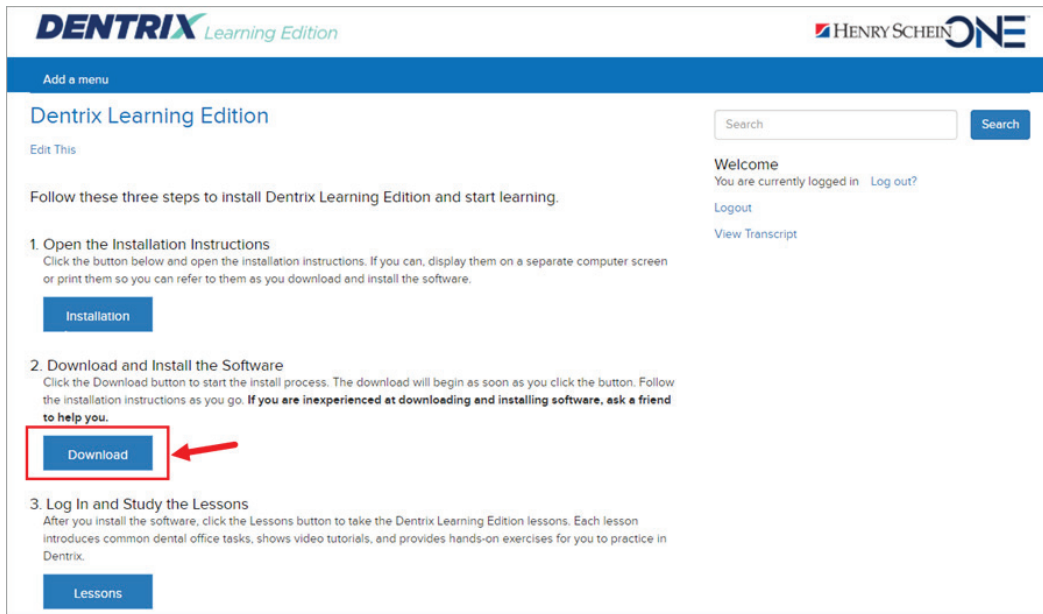 DENTRIX Learning Edition
HENRY SCHEIN ONE
Add a menu
Dentrix Learning Edition
Edit This
Search
Search
Welcome
You are currently logged in Log out?
Logout
View Transcript
Follow these three steps to install Dentrix Learning Edition and start learning.
1. Open the Installation Instructions
Click the button below and open the installation instructions. If you can, display them on a separate computer screen
or print them so you can refer to them as you download and install the software.
Installation
2. Download and Install the Software
Click the Download button to start the install process. The download will begin as soon as you click the button. Follow
the installation instructions as you go. If you are inexperienced at downloading and installing software, ask a friend
to help you.
Download
3. Log In and Study the Lessons
After you install the software, click the Lessons button to take the Dentrix Learning Edition lessons. Each lesson
introduces common dental office tasks, shows video tutorials, and provides hands-on exercises for you to practice in
Dentrix.
Lessons